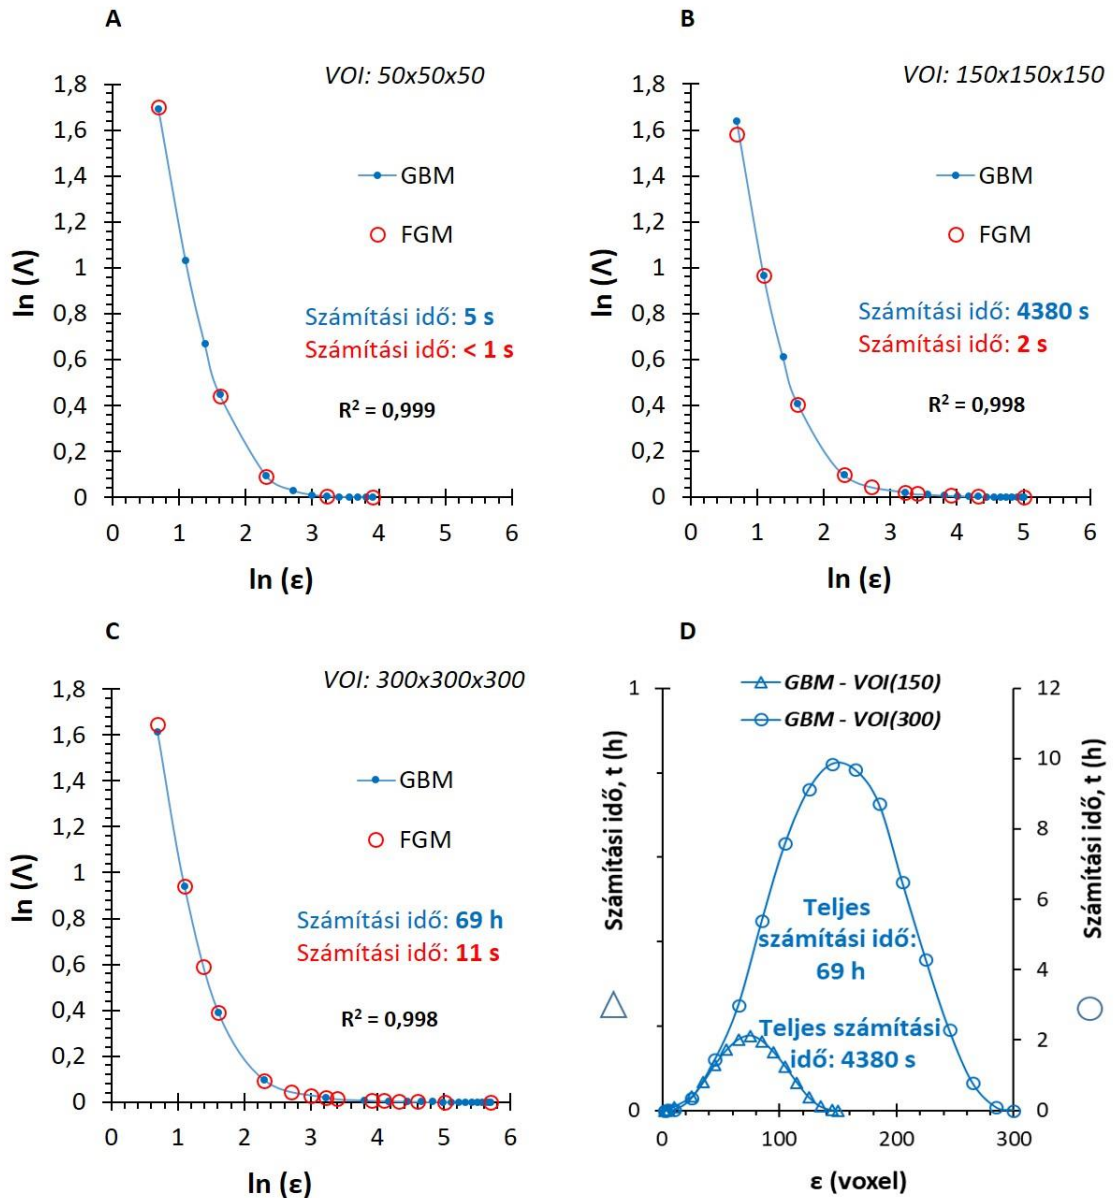 A
VOI: 50x50x50
1,8
1,6
1,4
1,2
1
0,8
0,6
0,4
0,2
0
ln (Λ)
GBM
FGM
Számítási idő: 5 s
Számítási idő: < 1 s
R² = 0,999
0 1 2 3 4 5 6
ln (ε)
B
VOI: 150x150x150
1,8
1,6
1,4
1,2
1
0,8
0,6
0,4
0,2
0
ln (Λ)
GBM
FGM
Számítási idő: 4380 s
Számítási idő: 2 s
R² = 0,998
0 1 2 3 4 5 6
ln (ε)
C
VOI: 300x300x300
1,8
1,6
1,4
1,2
1
0,8
0,6
0,4
0,2
0
ln (Λ)
GBM
FGM
Számítási idő: 69 h
Számítási idő: 11 s
R² = 0,998
0 1 2 3 4 5 6
ln (ε)
D
GBM - VOI(150)
GBM - VOI(300)
1
0
Számítási idő, t (h)
12
10
8
6
4
2
0
Számítási idő, t (h)
Teljes
számítási idő:
69 h
Teljes számítási
idő: 4380 s
0 100 200 300
ε (voxel)